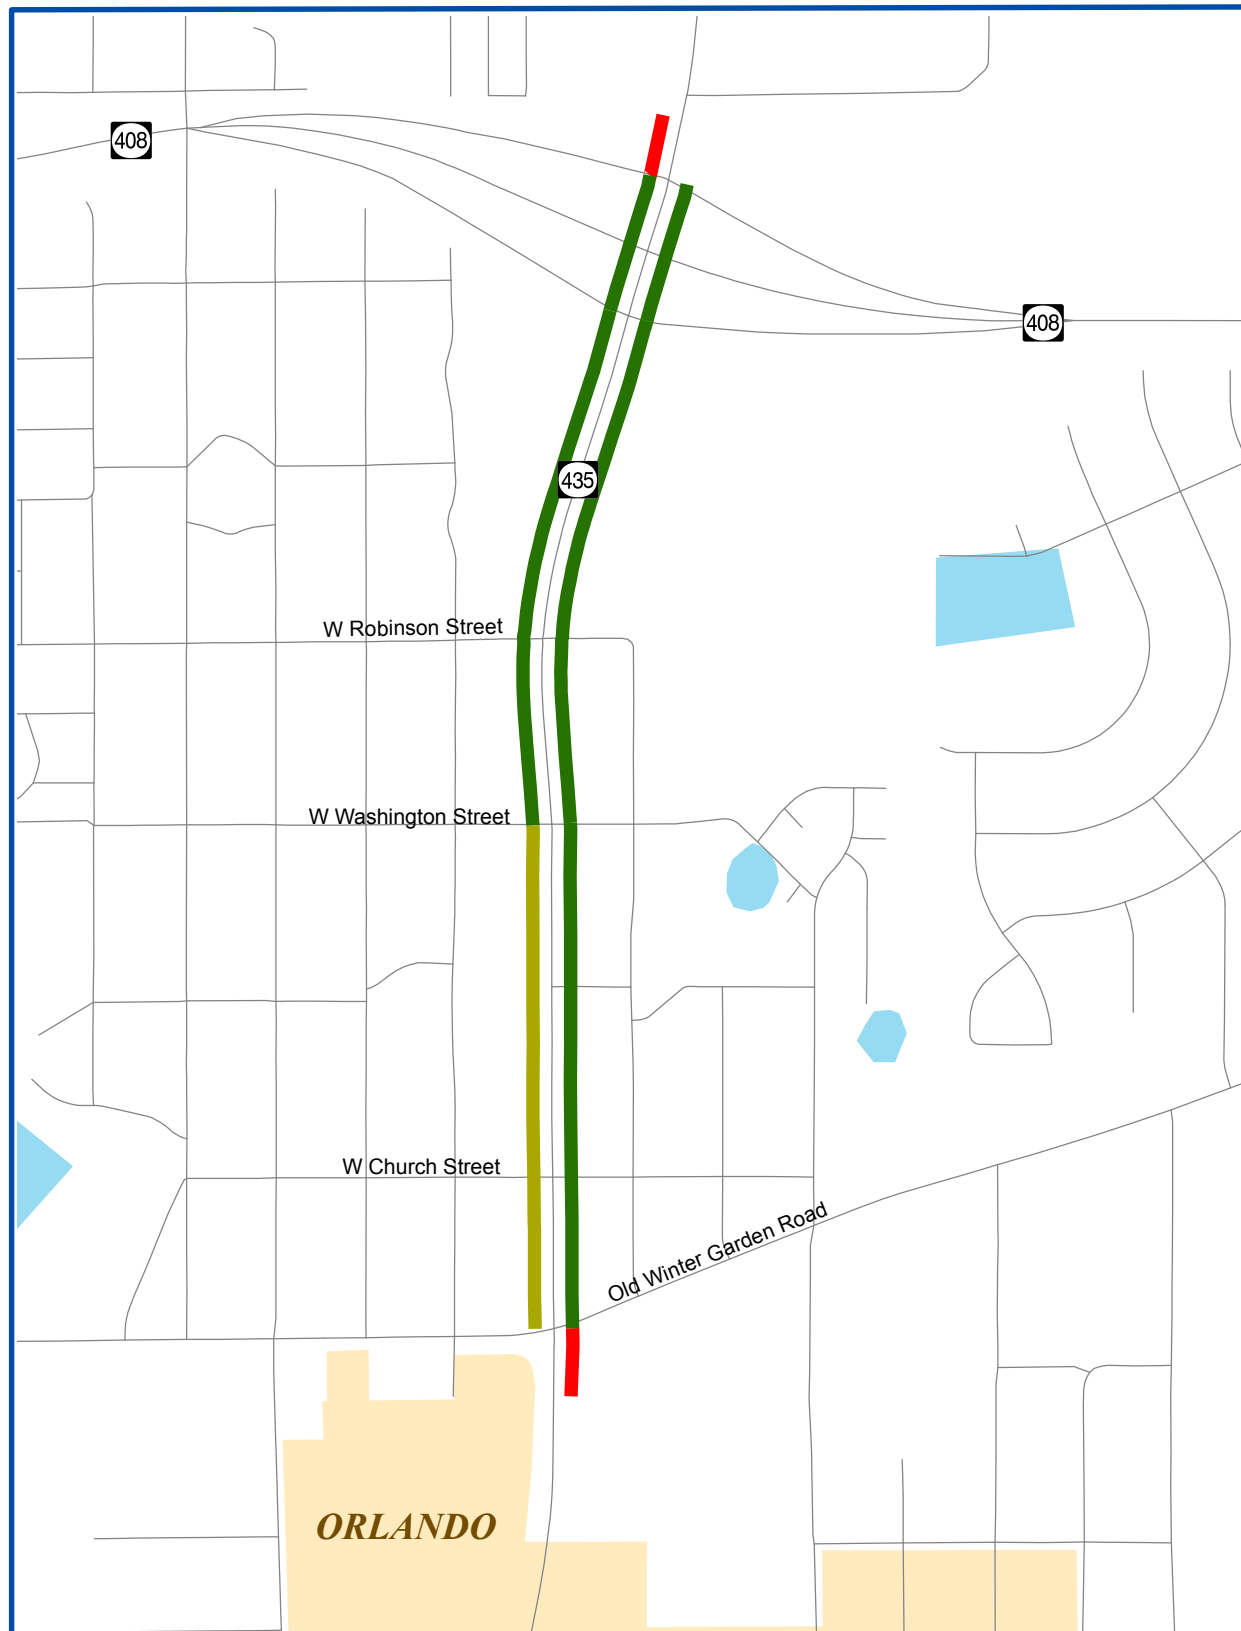 408
408
435
W Robinson Street
W Washington Street
W Church Street
Old Winter Garden Road
ORLANDO